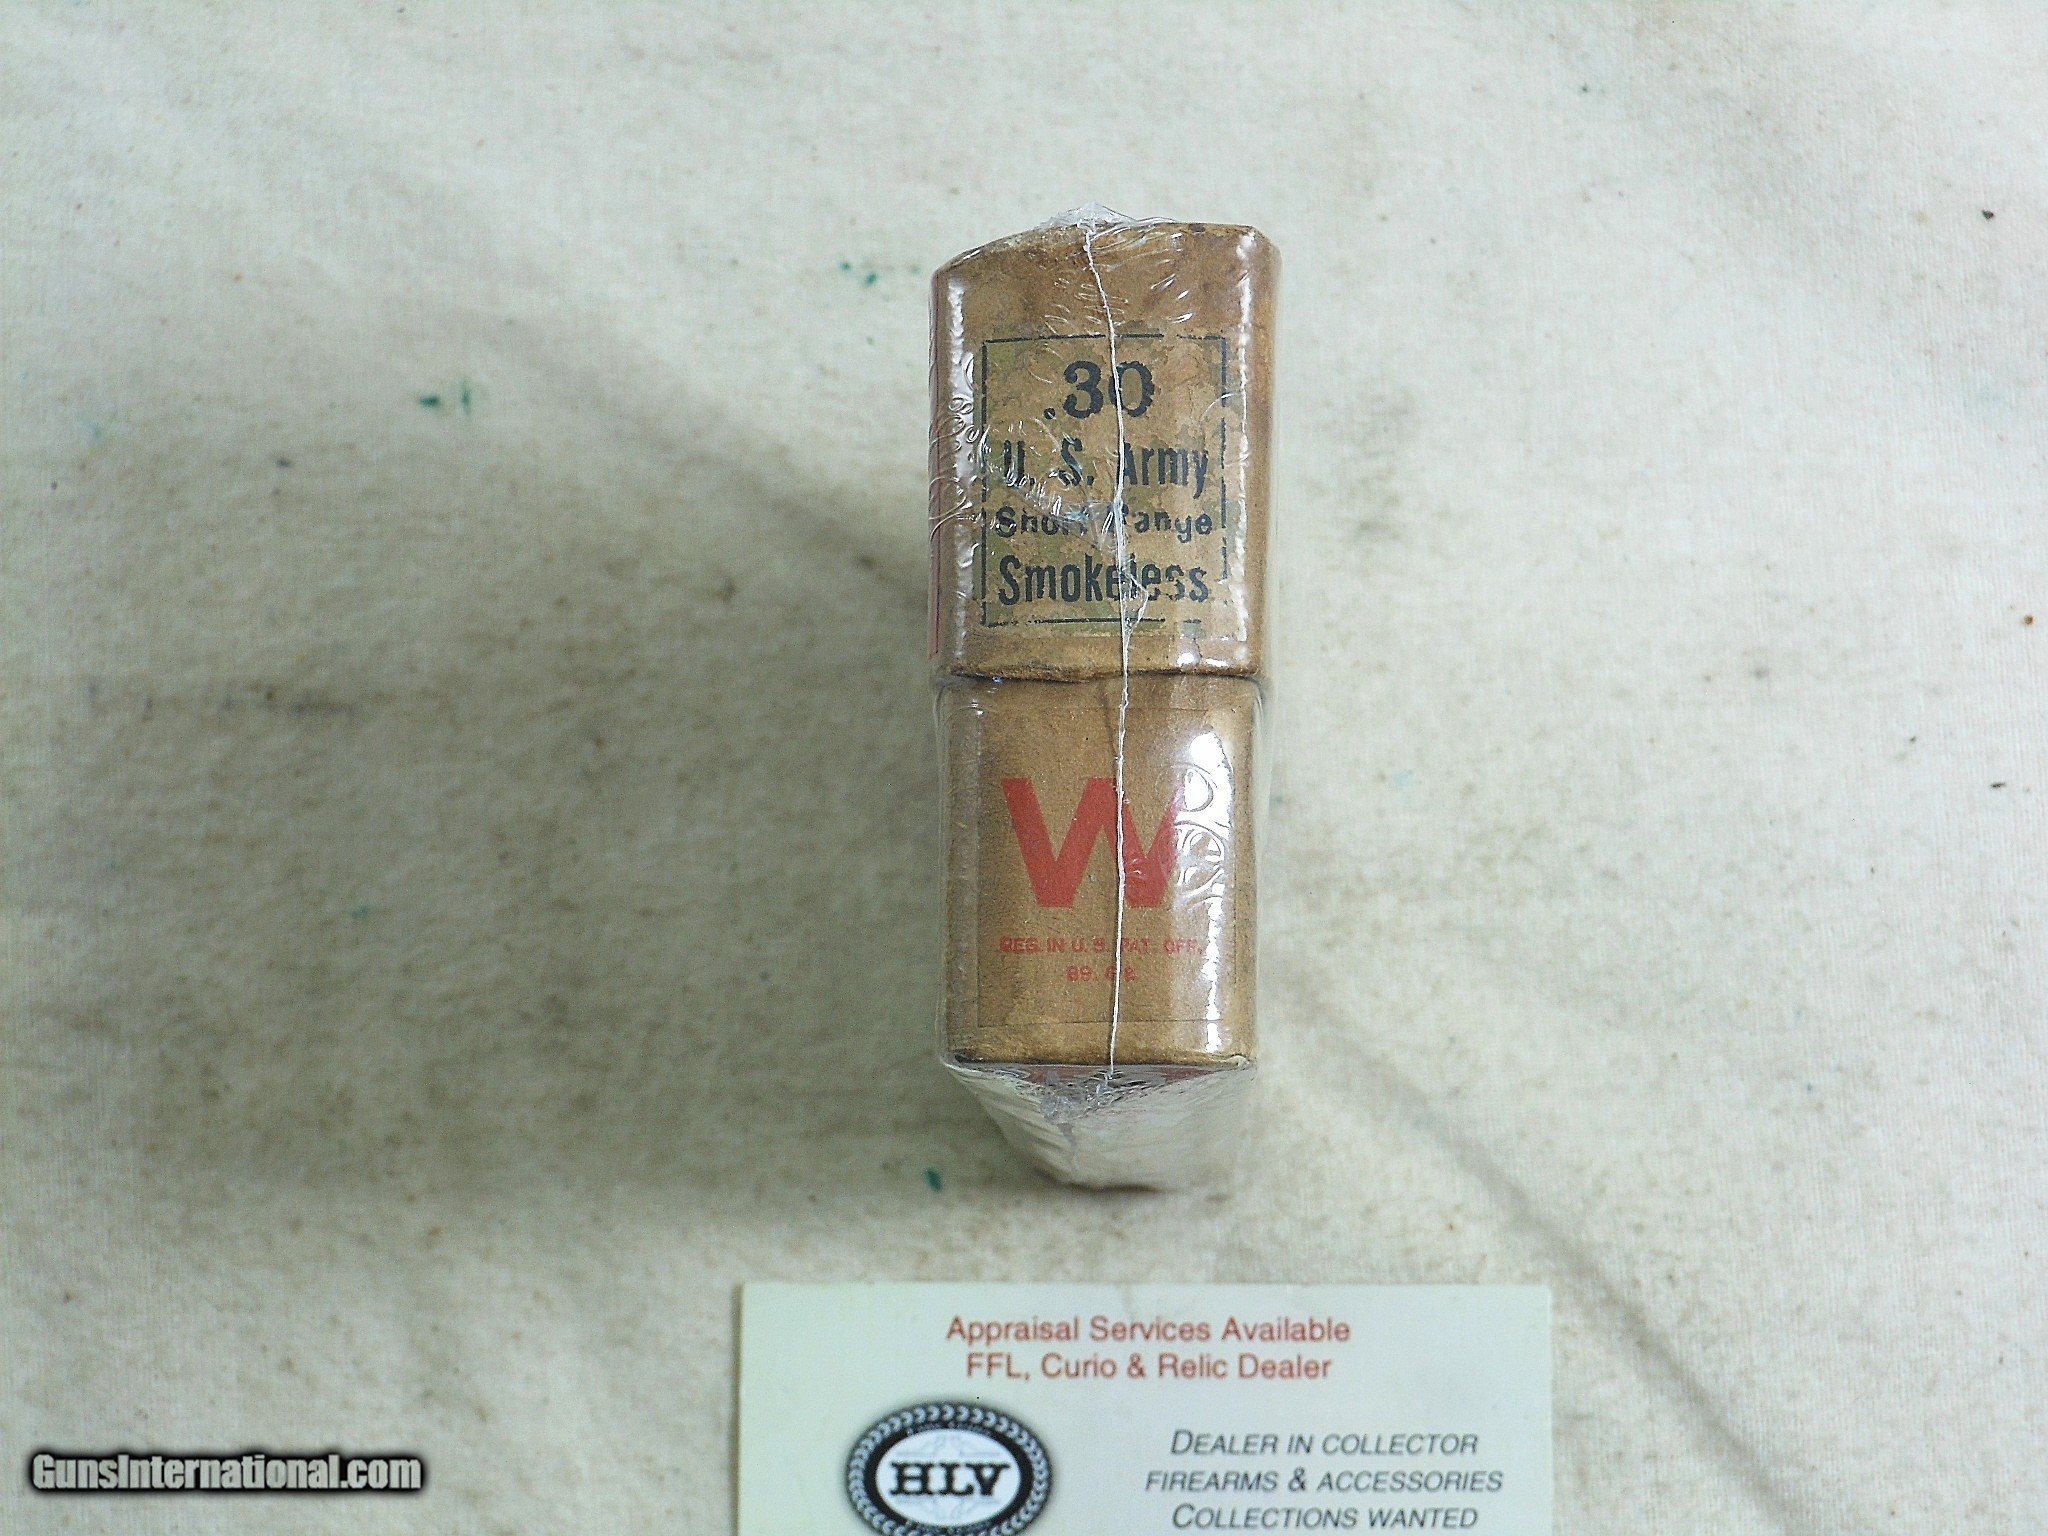 .30
U. S. Army
Short Range
Smokeless
W
REG. IN U. S. PAT. OFF.
Appraisal Services Available
FFL, Curio & Relic Dealer
HLV
DEALER IN COLLECTOR
FIREARMS & ACCESSORIES
COLLECTIONS WANTED
GunsInternational.com